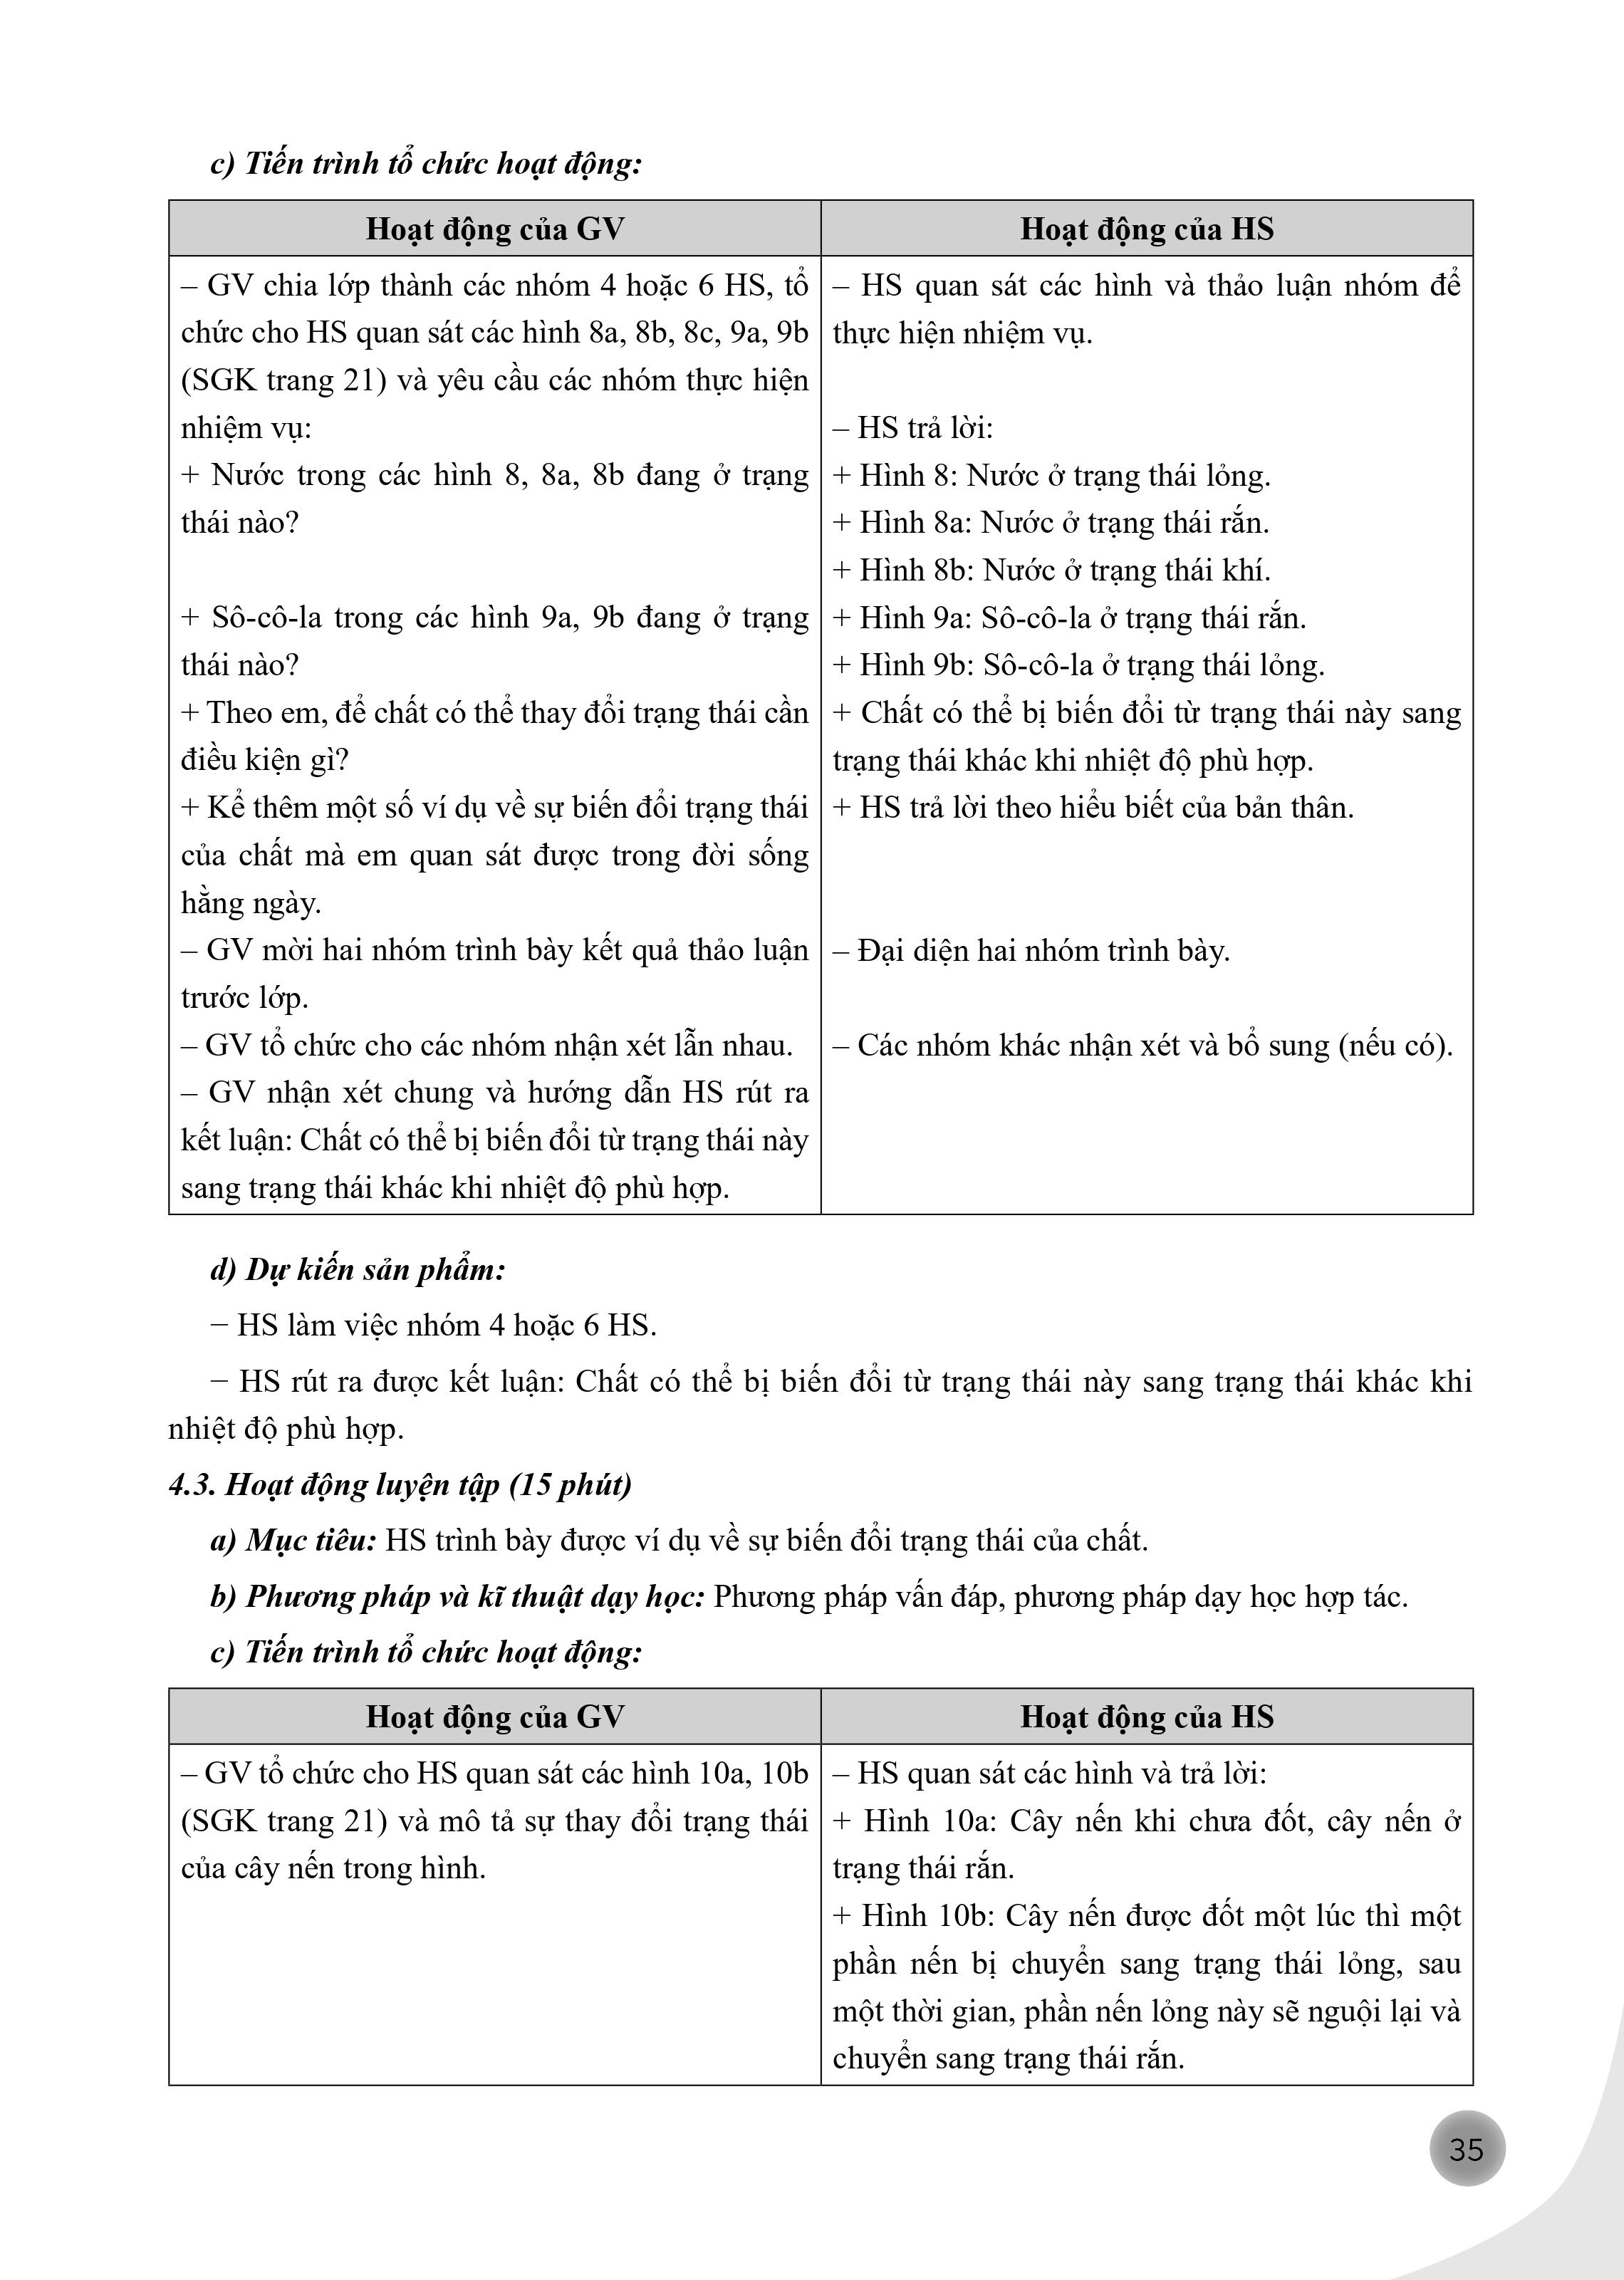 c) Tiến trình tổ chức hoạt động:
Hoạt động của GV
– GV chia lớp thành các nhóm 4 hoặc 6 HS, tổ
chức cho HS quan sát các hình 8a, 8b, 8c, 9a, 9b
(SGK trang 21) và yêu cầu các nhóm thực hiện
nhiệm vụ:
+ Nước trong các hình 8, 8a, 8b đang ở trạng
thái nào?
+ Sô-cô-la trong các hình 9a, 9b đang ở trạng
thái nào?
+ Theo em, để chất có thể thay đổi trạng thái cần
điều kiện gì?
+ Kể thêm một số ví dụ về sự biến đổi trạng thái
của chất mà em quan sát được trong đời sống
hằng ngày.
– GV mời hai nhóm trình bày kết quả thảo luận
trước lớp.
– GV tổ chức cho các nhóm nhận xét lẫn nhau.
– GV nhận xét chung và hướng dẫn HS rút ra
kết luận: Chất có thể bị biến đổi từ trạng thái này
sang trạng thái khác khi nhiệt độ phù hợp.
Hoạt động của HS
– HS quan sát các hình và thảo luận nhóm để
thực hiện nhiệm vụ.
– HS trả lời:
+ Hình 8: Nước ở trạng thái lỏng.
+ Hình 8a: Nước ở trạng thái rắn.
+ Hình 8b: Nước ở trạng thái khí.
+ Hình 9a: Sô-cô-la ở trạng thái rắn.
+ Hình 9b: Sô-cô-la ở trạng thái lỏng.
+ Chất có thể bị biến đổi từ trạng thái này sang
trạng thái khác khi nhiệt độ phù hợp.
+ HS trả lời theo hiểu biết của bản thân.
– Đại diện hai nhóm trình bày.
– Các nhóm khác nhận xét và bổ sung (nếu có).
d) Dự kiến sản phẩm:
− HS làm việc nhóm 4 hoặc 6 HS.
− HS rút ra được kết luận: Chất có thể bị biến đổi từ trạng thái này sang trạng thái khác khi
nhiệt độ phù hợp.
4.3. Hoạt động luyện tập (15 phút)
a) Mục tiêu: HS trình bày được ví dụ về sự biến đổi trạng thái của chất.
b) Phương pháp và kĩ thuật dạy học: Phương pháp vấn đáp, phương pháp dạy học hợp tác.
c) Tiến trình tổ chức hoạt động:
Hoạt động của GV
– GV tổ chức cho HS quan sát các hình 10a, 10b
(SGK trang 21) và mô tả sự thay đổi trạng thái
của cây nến trong hình.
Hoạt động của HS
– HS quan sát các hình và trả lời:
+ Hình 10a: Cây nến khi chưa đốt, cây nến ở
trạng thái rắn.
+ Hình 10b: Cây nến được đốt một lúc thì một
phần nến bị chuyển sang trạng thái lỏng, sau
một thời gian, phần nến lỏng này sẽ nguội lại và
chuyển sang trạng thái rắn.
35